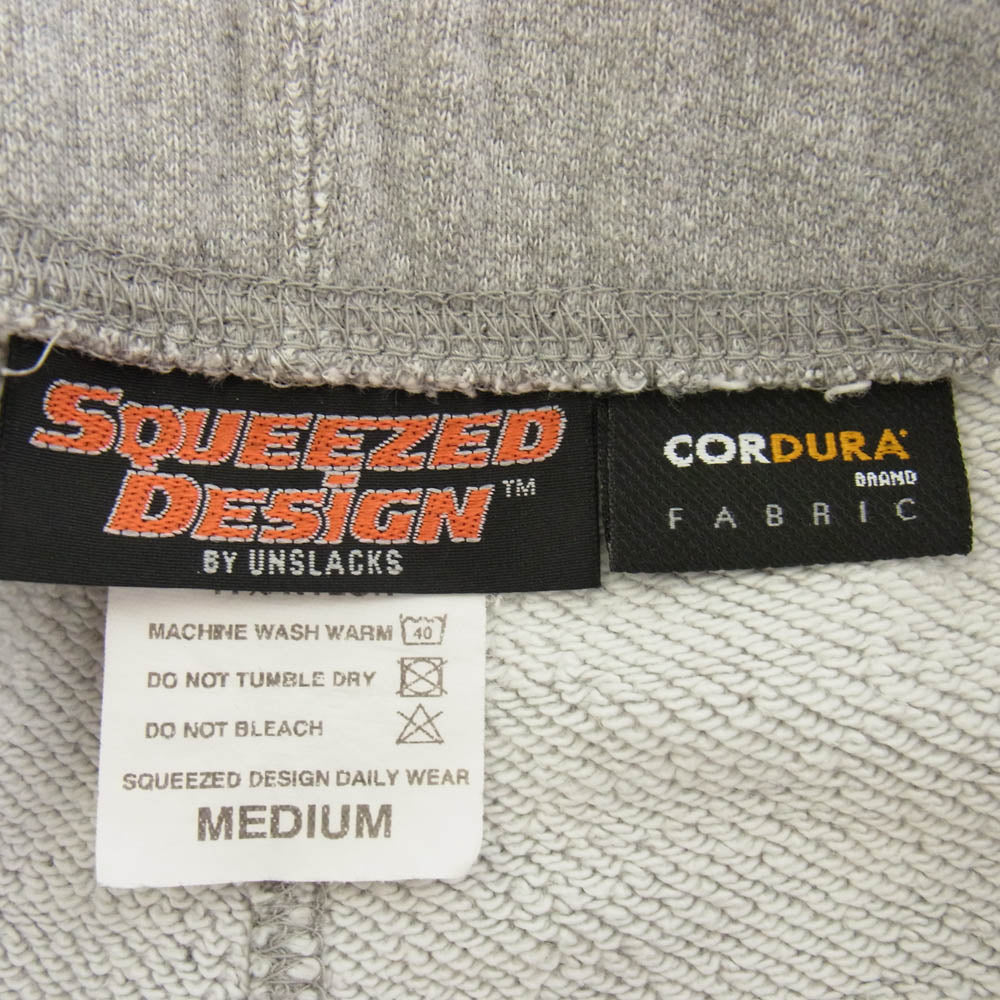 SQUEEZED
DESIGN™
BY UNSLACKS
CORDURA®
BRAND
FABRIC
MACHINE WASH WARM 40
DO NOT TUMBLE DRY
DO NOT BLEACH
SQUEEZED DESIGN DAILY WEAR
MEDIUM